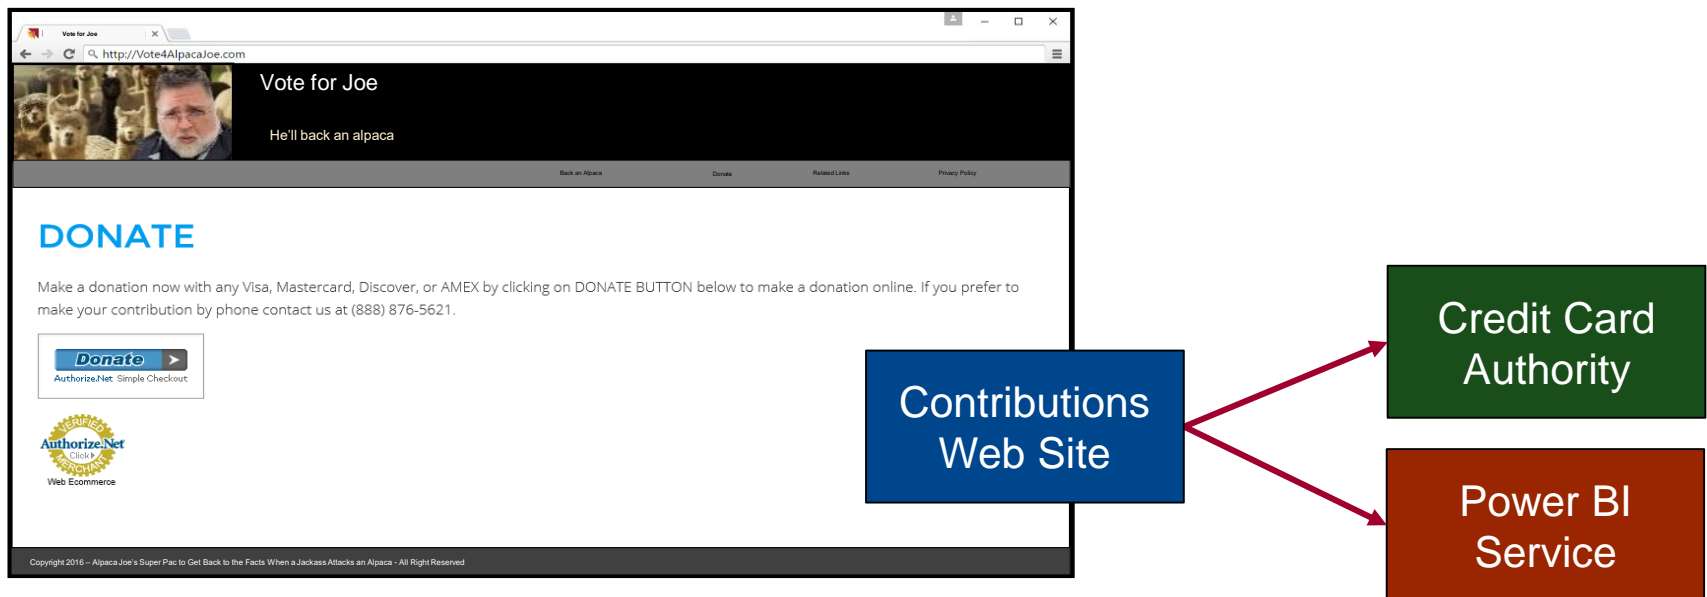 Vote for Joe
http://Vote4AlpacaJoe.com
Vote for Joe
He'll back an alpaca
Back an Alpaca Donate Related Links Privacy Policy
DONATE
Make a donation now with any Visa, Mastercard, Discover, or AMEX by clicking on DONATE BUTTON below to make a donation online. If you prefer to
make your contribution by phone contact us at (888) 876-5621.
Donate
Authorize.Net Simple Checkout
VERIFIED
Authorize.Net
Click
MERCHANT
Web Ecommerce
Copyright 2016 – Alpaca Joe's Super Pac to Get Back to the Facts When a Jackass Attacks an Alpaca - All Right Reserved
Contributions
Web Site
Credit Card
Authority
Power BI
Service